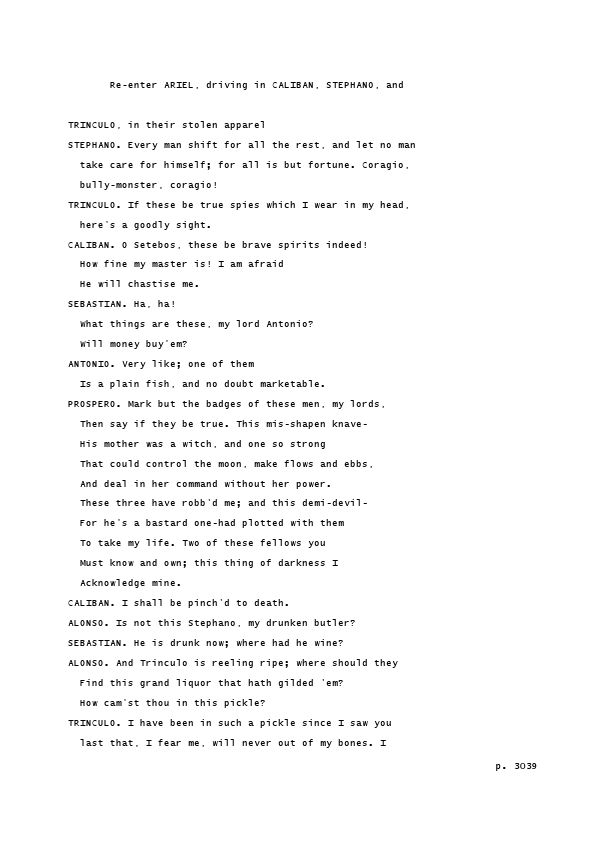 Re-enter ARIEL, driving in CALIBAN, STEPHANO, and
TRINCULO, in their stolen apparel
STEPHANO. Every man shift for all the rest, and let no man
take care for himself; for all is but fortune. Coragio,
bully-monster, coragio!
TRINCULO. If these be true spies which I wear in my head,
here's a goodly sight.
CALIBAN. O Setebos, these be brave spirits indeed!
How fine my master is! I am afraid
He will chastise me.
SEBASTIAN. Ha, ha!
What things are these, my lord Antonio?
Will money buy'em?
ANTONIO. Very like; one of them
Is a plain fish, and no doubt marketable.
PROSPERO. Mark but the badges of these men, my lords,
Then say if they be true. This mis-shapen knave-
His mother was a witch, and one so strong
That could control the moon, make flows and ebbs,
And deal in her command without her power.
These three have robb'd me; and this demi-devil-
For he's a bastard one-had plotted with them
To take my life. Two of these fellows you
Must know and own; this thing of darkness I
Acknowledge mine.
CALIBAN. I shall be pinch'd to death.
ALONSO. Is not this Stephano, my drunken butler?
SEBASTIAN. He is drunk now; where had he wine?
ALONSO. And Trinculo is reeling ripe; where should they
Find this grand liquor that hath gilded 'em?
How cam'st thou in this pickle?
TRINCULO. I have been in such a pickle since I saw you
last that, I fear me, will never out of my bones. I
p. 3039